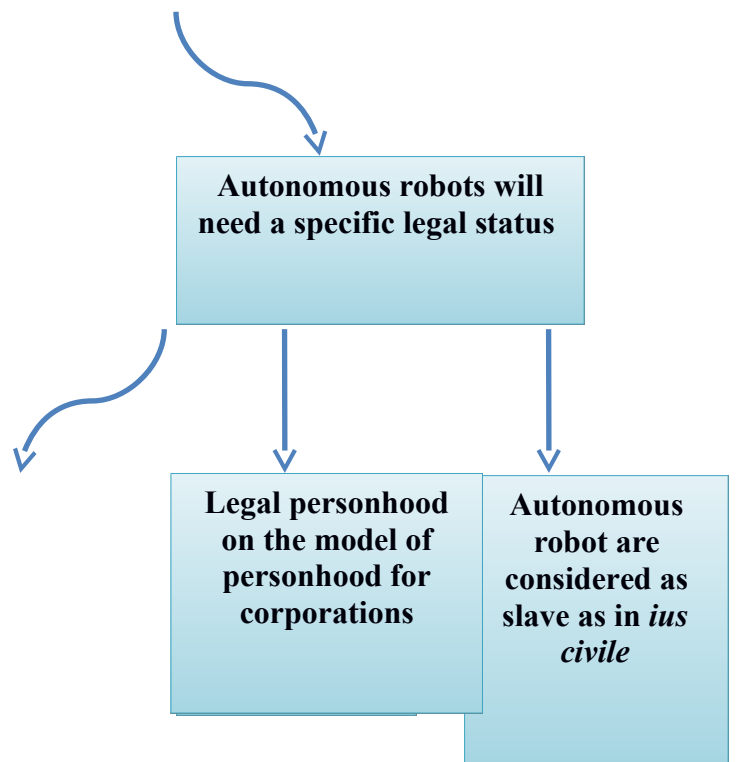 Autonomous robots will
need a specific legal status
Legal personhood
on the model of
personhood for
corporations
Autonomous
robot are
considered as
slave as in ius
civile